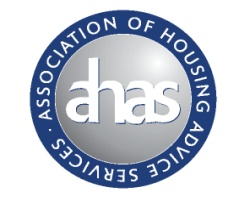 ASSOCIATION OF HOUSING ADVICE SERVICES ·
ahas